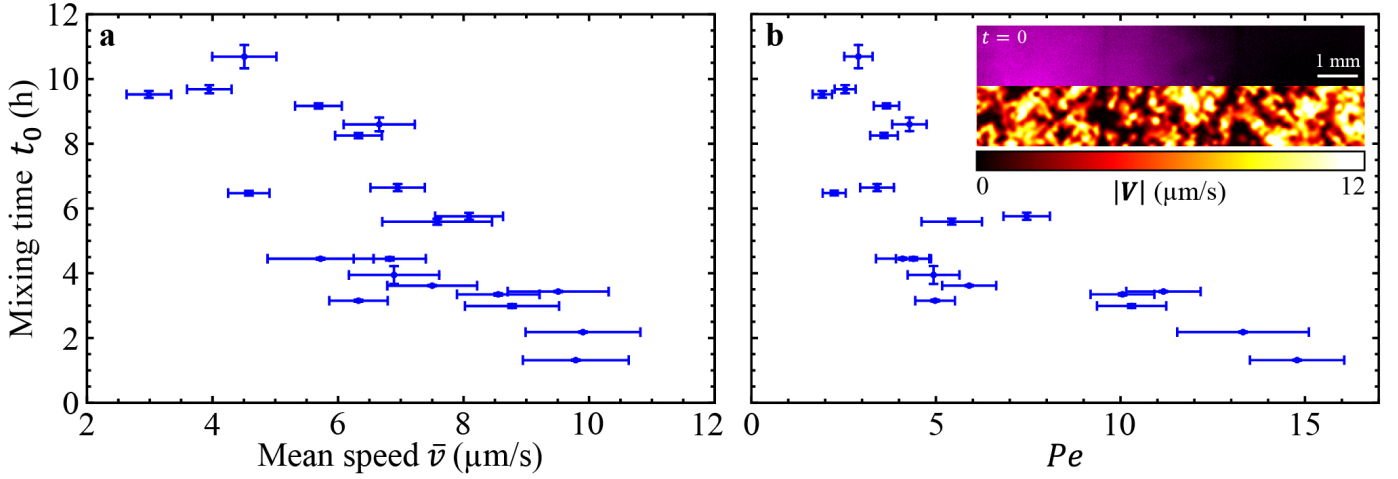 a
12
10
8
6
4
2
0
Mixing time t₀ (h)
2 4 6 8 10 12
Mean speed v̄ (µm/s)
b
t = 0
1 mm
0 12
|V| (µm/s)
0 5 10 15
Pe